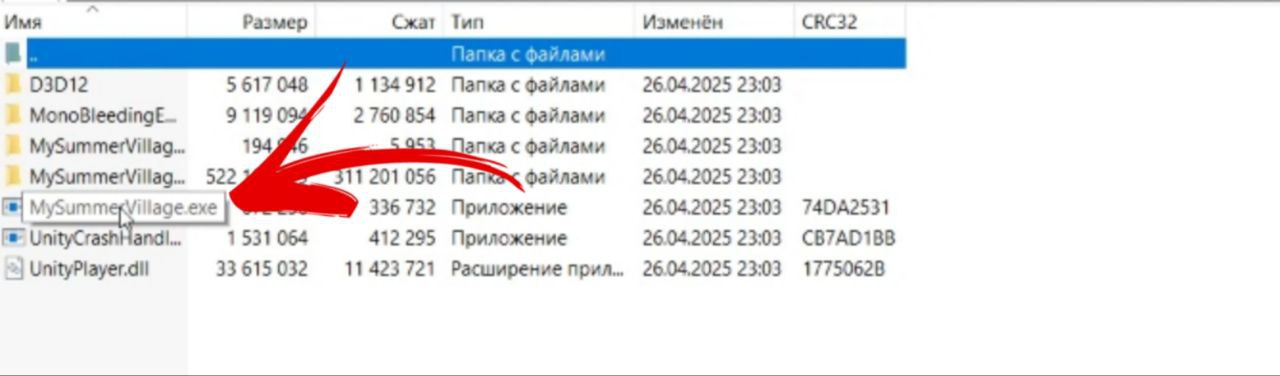 Имя Размер Сжат Тип Изменён CRC32
.. Папка с файлами
D3D12 5 617 048 1 134 912 Папка с файлами 26.04.2025 23:03
MonoBleedingE... 9 119 094 2 760 854 Папка с файлами 26.04.2025 23:03
MySummerVillag... 194 5 953 Папка с файлами 26.04.2025 23:03
MySummerVillag... 522 311 201 056 Папка с файлами 26.04.2025 23:03
MySummerVillage.exe 336 732 Приложение 26.04.2025 23:03 74DA2531
UnityCrashHandl... 1 531 064 412 295 Приложение 26.04.2025 23:03 CB7AD1BB
UnityPlayer.dll 33 615 032 11 423 721 Расширение прил... 26.04.2025 23:03 1775062B